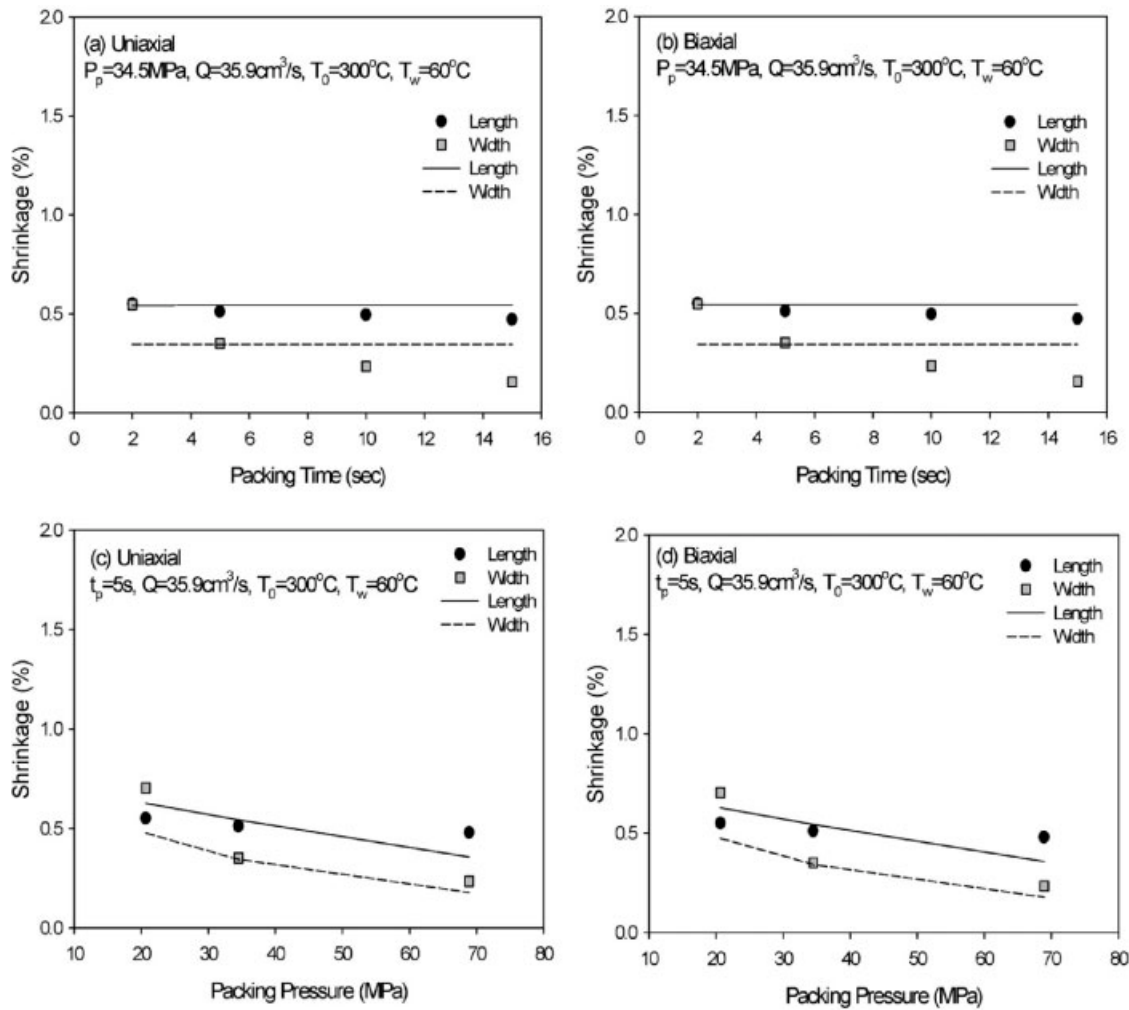 (a) Uniaxial
P_p=34.5MPa, Q=35.9cm³/s, T_0=300°C, T_w=60°C
Length
Width
Length
Width
Shrinkage (%)
2.0
1.5
1.0
0.5
0.0
0 2 4 6 8 10 12 14 16
Packing Time (sec)
(b) Biaxial
P_p=34.5MPa, Q=35.9cm³/s, T_0=300°C, T_w=60°C
Length
Width
Length
Width
Shrinkage (%)
2.0
1.5
1.0
0.5
0.0
0 2 4 6 8 10 12 14 16
Packing Time (sec)
(c) Uniaxial
t_p=5s, Q=35.9cm³/s, T_0=300°C, T_w=60°C
Length
Width
Length
Width
Shrinkage (%)
2.0
1.5
1.0
0.5
0.0
10 20 30 40 50 60 70 80
Packing Pressure (MPa)
(d) Biaxial
t_p=5s, Q=35.9cm³/s, T_0=300°C, T_w=60°C
Length
Width
Length
Width
Shrinkage (%)
2.0
1.5
1.0
0.5
0.0
10 20 30 40 50 60 70 80
Packing Pressure (MPa)